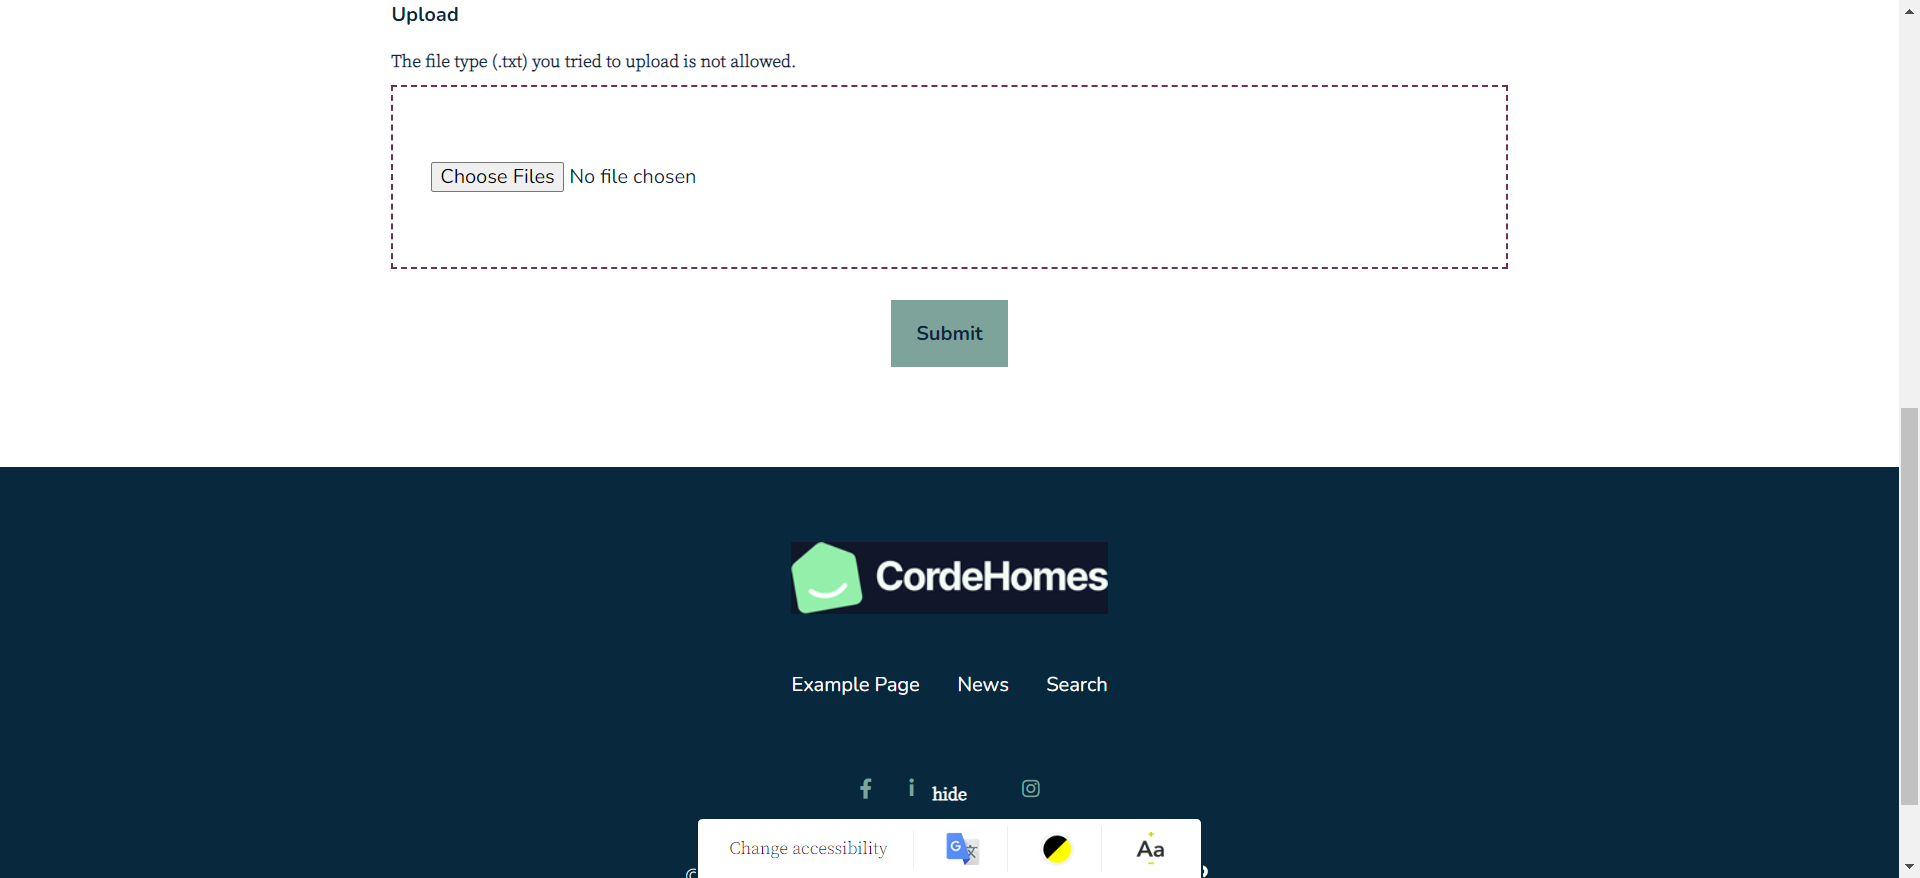 Upload
The file type (.txt) you tried to upload is not allowed.
Choose Files No file chosen
Submit
CordeHomes
Example Page News Search
hide
Change accessibility
Aa